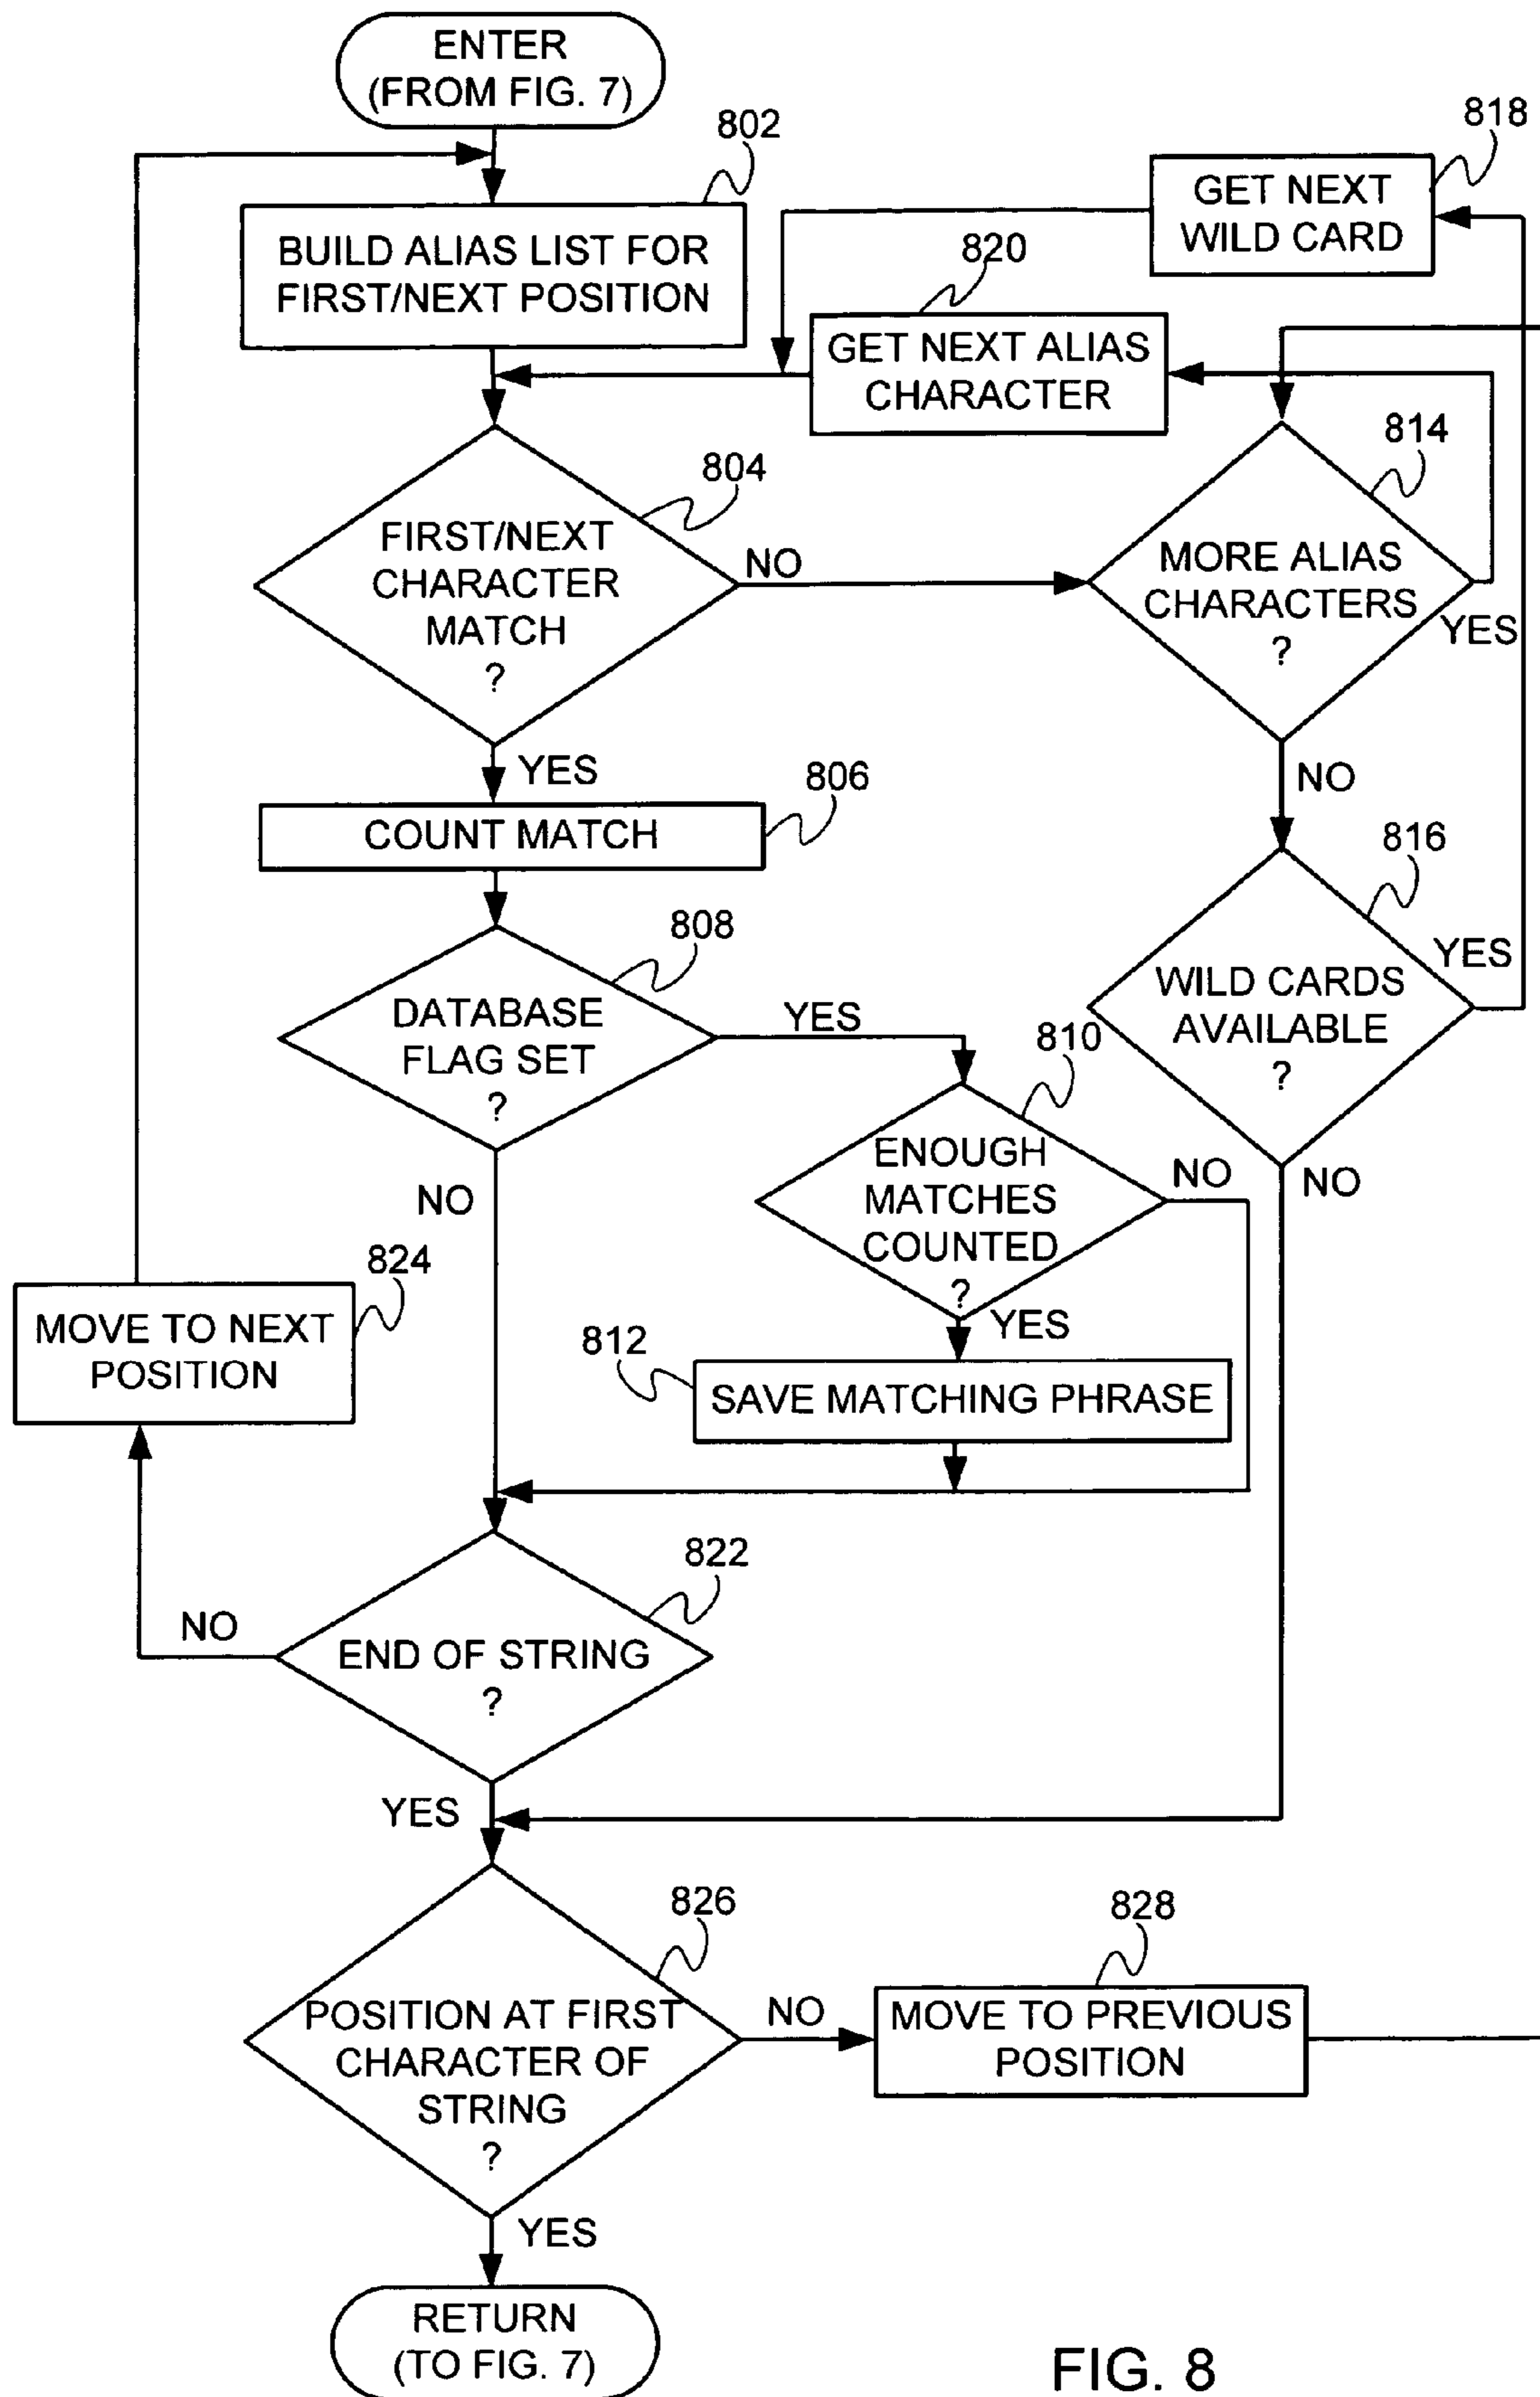 ENTER
(FROM FIG. 7)
802
818
GET NEXT
WILD CARD
BUILD ALIAS LIST FOR
FIRST/NEXT POSITION
820
GET NEXT ALIAS
CHARACTER
814
804
FIRST/NEXT
CHARACTER
MATCH
?
NO
MORE ALIAS
CHARACTERS
?
YES
YES
NO
806
COUNT MATCH
816
808
YES
WILD CARDS
AVAILABLE
?
DATABASE
FLAG SET
?
YES
810
ENOUGH
MATCHES
COUNTED
?
NO
NO
NO
824
MOVE TO NEXT
POSITION
YES
812
SAVE MATCHING PHRASE
822
NO
END OF STRING
?
YES
826
828
POSITION AT FIRST
CHARACTER OF
STRING
?
NO
MOVE TO PREVIOUS
POSITION
YES
RETURN
(TO FIG. 7)
FIG. 8